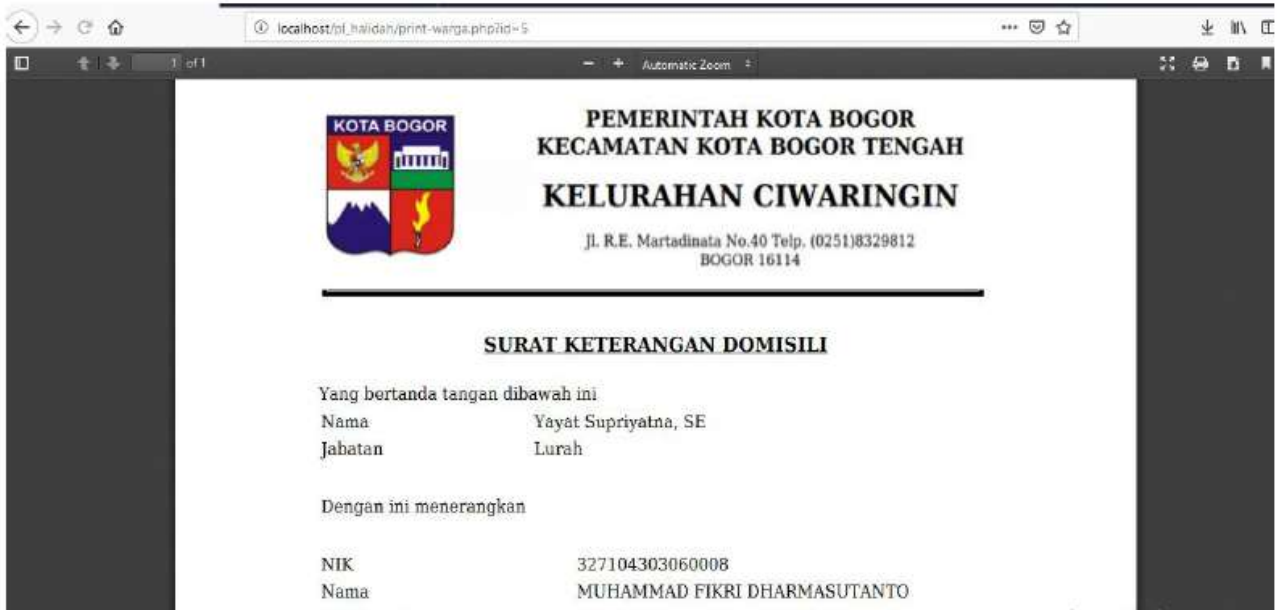 localhost/pl_halidah/print-warga.php?id=5
1 of 1
Automatic Zoom
KOTA BOGOR
PEMERINTAH KOTA BOGOR
KECAMATAN KOTA BOGOR TENGAH
KELURAHAN CIWARINGIN
Jl. R.E. Martadinata No.40 Telp. (0251)8329812
BOGOR 16114
SURAT KETERANGAN DOMISILI
Yang bertanda tangan dibawah ini
Nama Yayat Supriyatna, SE
Jabatan Lurah
Dengan ini menerangkan
NIK 327104303060008
Nama MUHAMMAD FIKRI DHARMASUTANTO